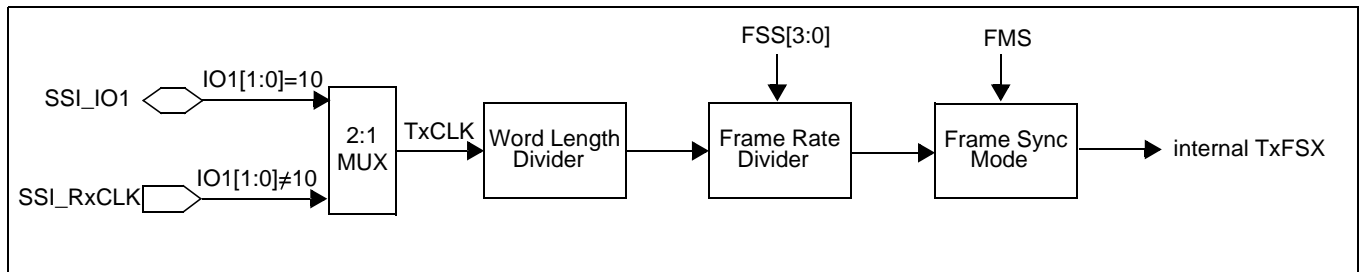 FSS[3:0]
FMS
IO1[1:0]=10
SSI_IO1
2:1
MUX
TxCLK
Word Length
Divider
Frame Rate
Divider
Frame Sync
Mode
internal TxFSX
IO1[1:0]≠10
SSI_RxCLK